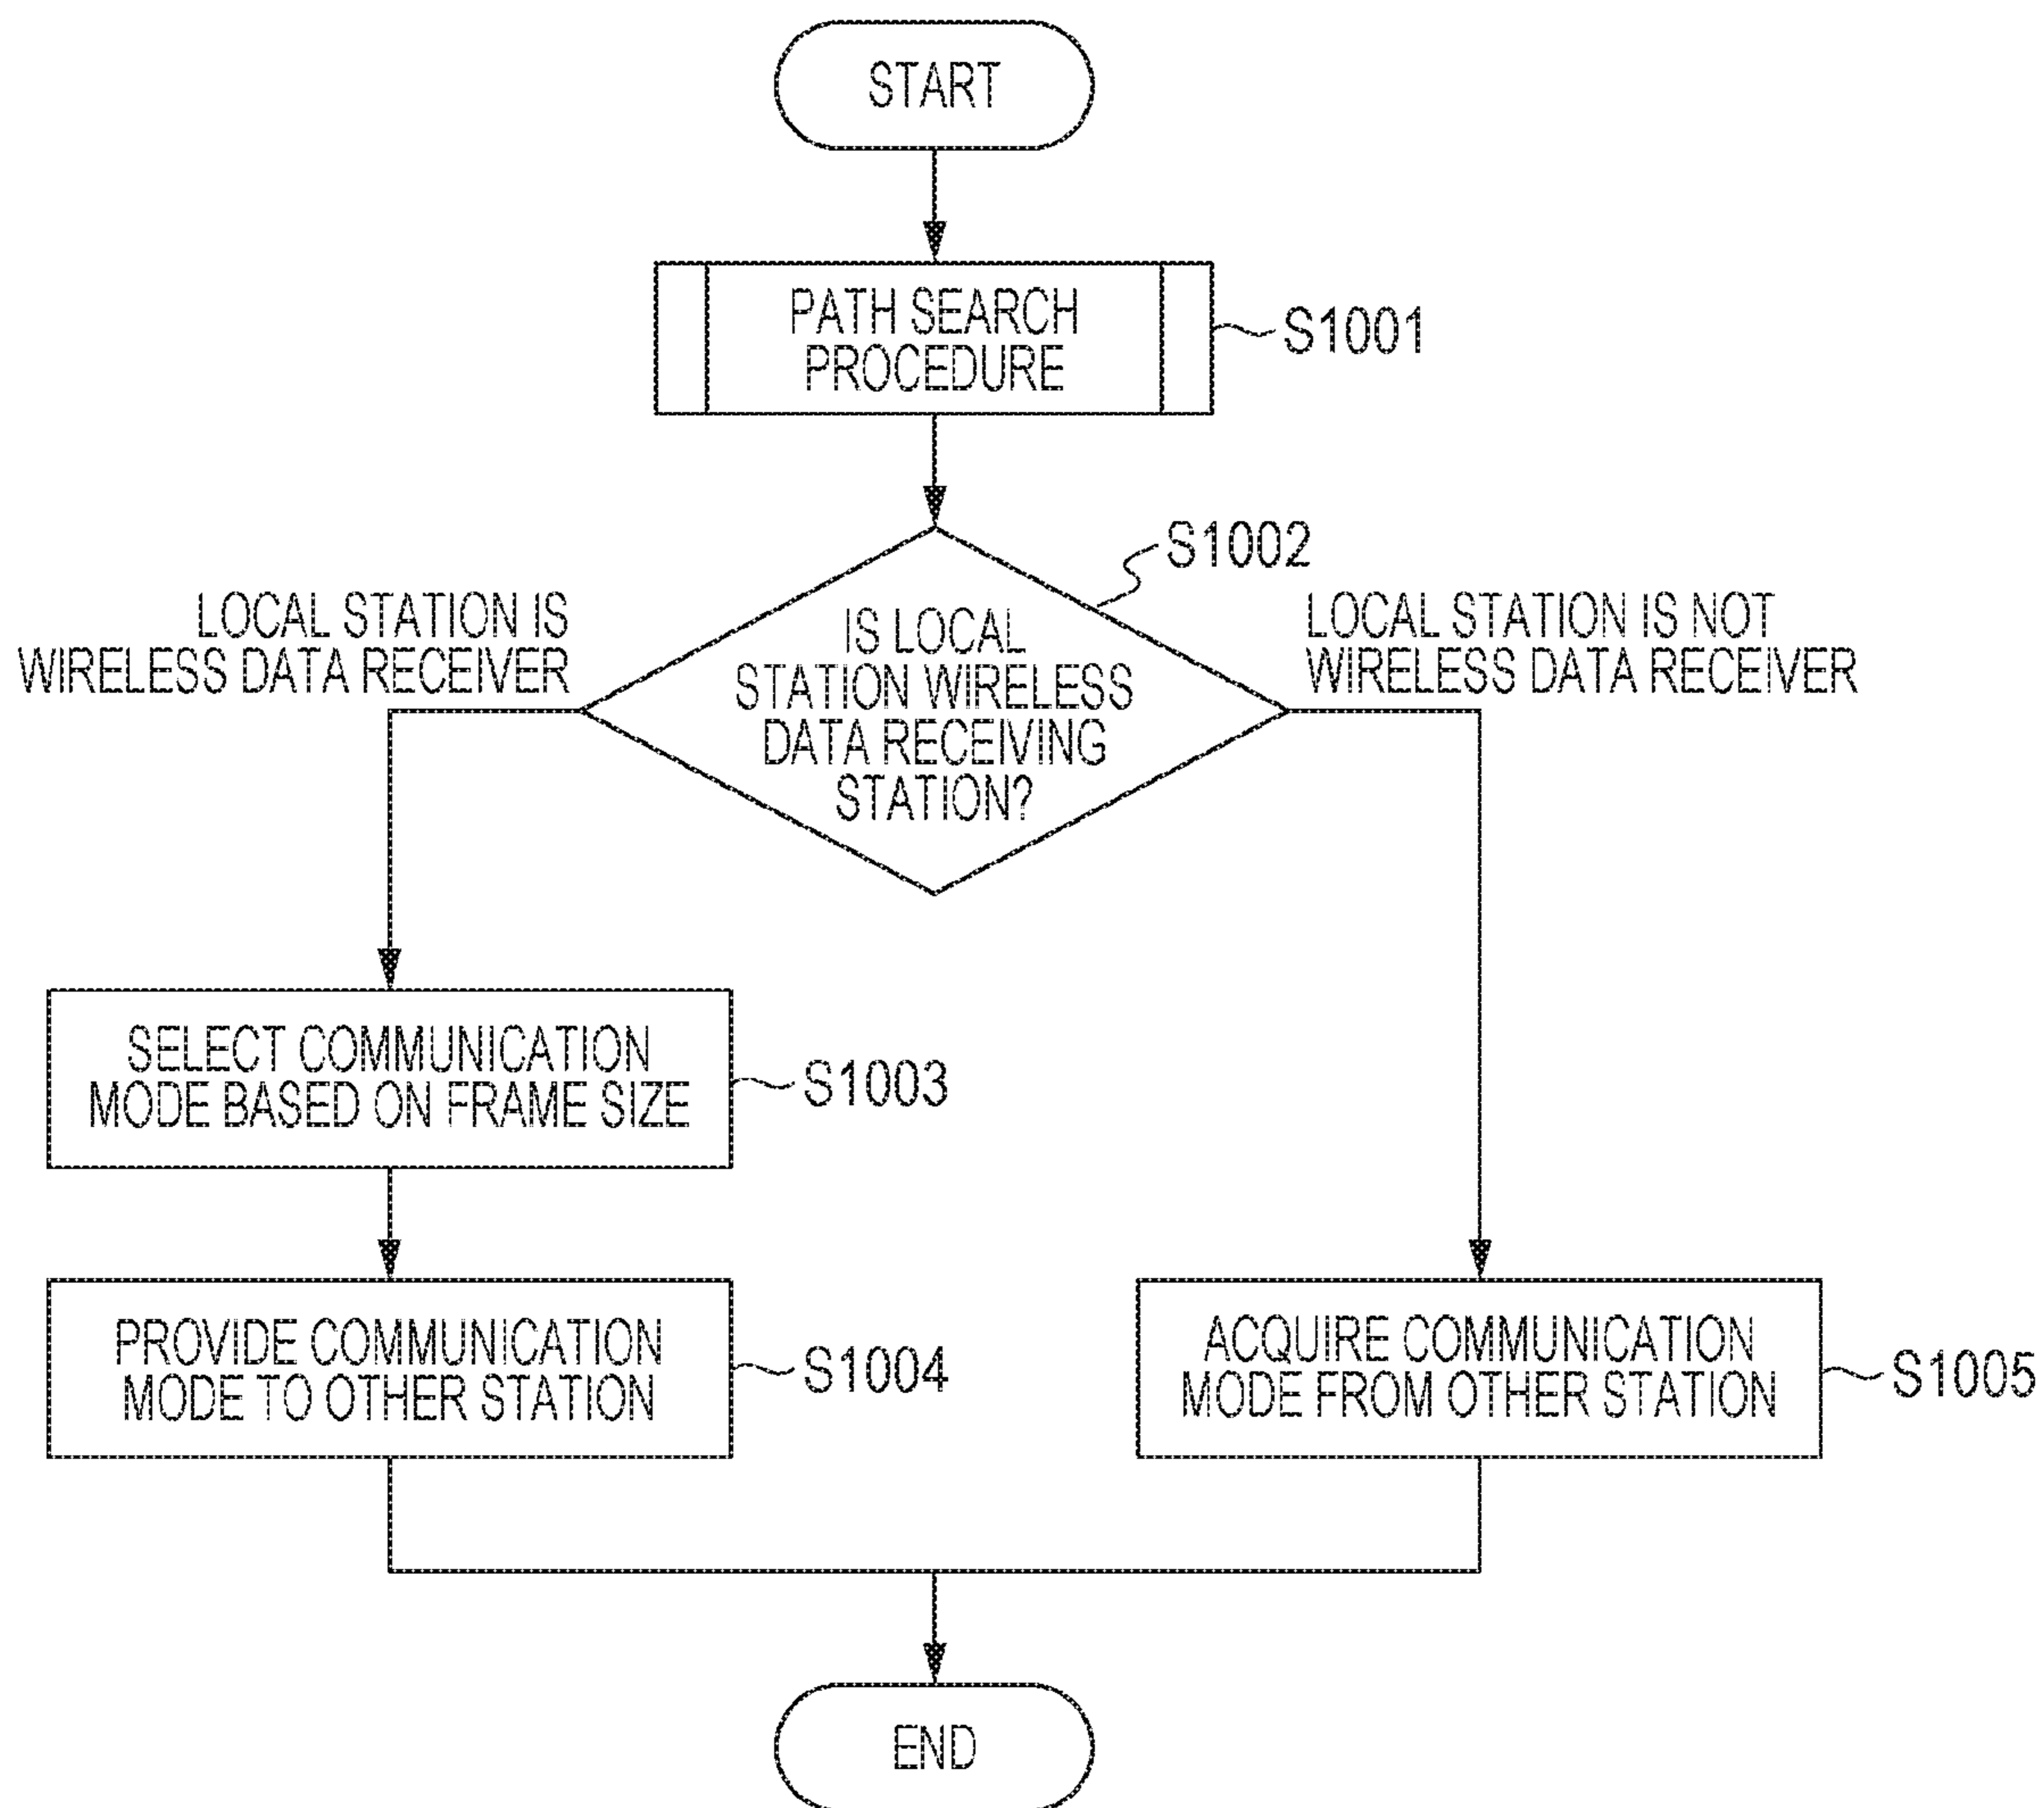 START
PATH SEARCH
PROCEDURE
S1001
S1002
LOCAL STATION IS
WIRELESS DATA RECEIVER
IS LOCAL
STATION WIRELESS
DATA RECEIVING
STATION?
LOCAL STATION IS NOT
WIRELESS DATA RECEIVER
SELECT COMMUNICATION
MODE BASED ON FRAME SIZE
S1003
PROVIDE COMMUNICATION
MODE TO OTHER STATION
S1004
ACQUIRE COMMUNICATION
MODE FROM OTHER STATION
S1005
END